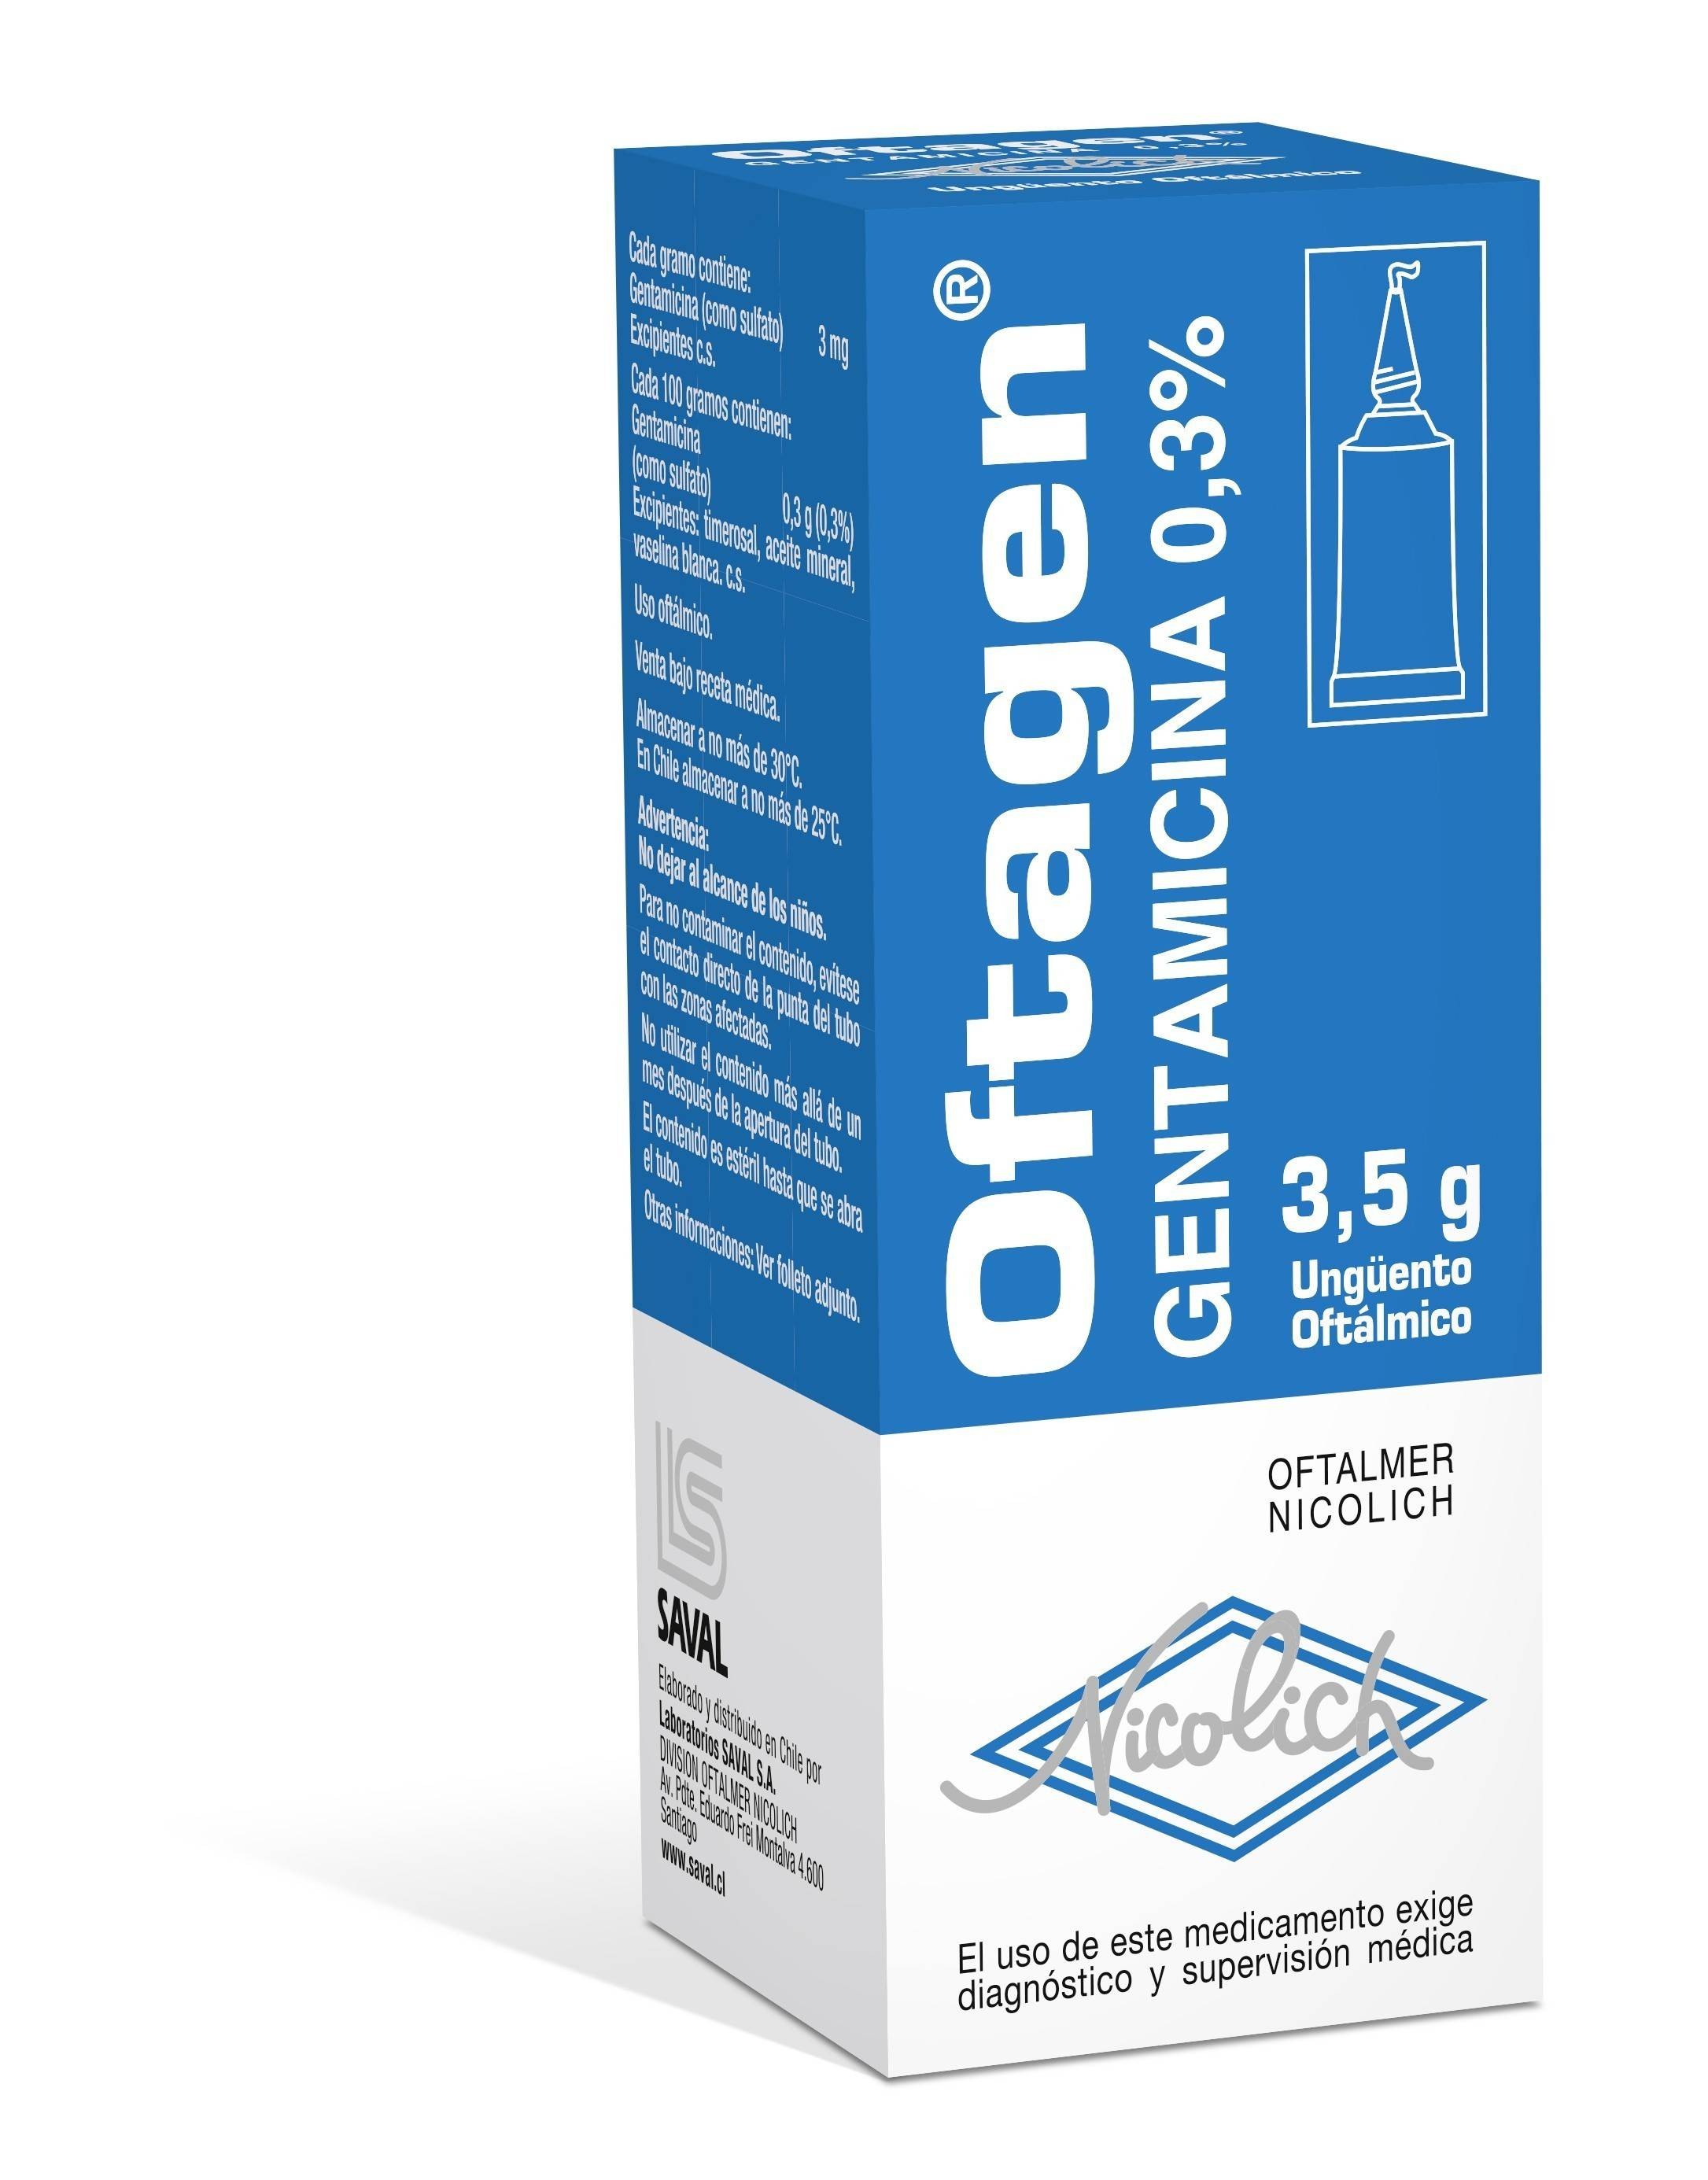 Oftagen®
GENTAMICINA 0,3%
Nicolich
Ungüento Oftálmico
Cada gramo contiene:
Gentamicina (como sulfato) 3 mg
Excipientes c.s.
Cada 100 gramos contienen:
Gentamicina
(como sulfato) 0,3 g (0,3%)
Excipientes: timerosal, aceite mineral,
vaselina blanca. c.s.
Uso oftálmico.
Venta bajo receta médica.
Almacenar a no más de 30°C.
En Chile almacenar a no más de 25°C.
Advertencia:
No dejar al alcance de los niños.
Para no contaminar el contenido, evítese
el contacto directo de la punta del tubo
con las zonas afectadas.
No utilizar el contenido más allá de un
mes después de la apertura del tubo.
El contenido es estéril hasta que se abra
el tubo.
Otras informaciones: Ver folleto adjunto.
LS
SAVAL
Elaborado y distribuido en Chile por
Laboratorios SAVAL S.A.
DIVISION OFTALMER NICOLICH
Av. Pdte. Eduardo Frei Montalva 4.600
Santiago
www.saval.cl
Oftagen®
GENTAMICINA 0,3%
3,5 g
Ungüento
Oftálmico
OFTALMER
NICOLICH
Nicolich
El uso de este medicamento exige
diagnóstico y supervisión médica